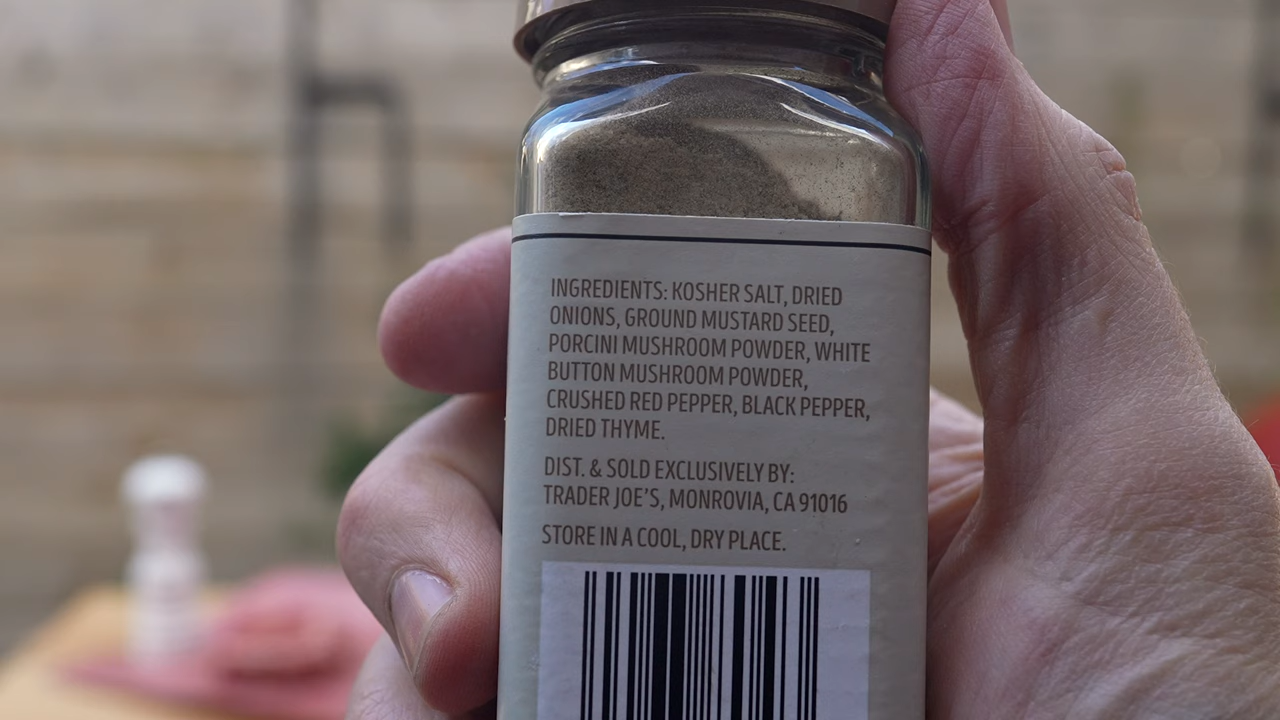 INGREDIENTS: KOSHER SALT, DRIED
ONIONS, GROUND MUSTARD SEED,
PORCINI MUSHROOM POWDER, WHITE
BUTTON MUSHROOM POWDER,
CRUSHED RED PEPPER, BLACK PEPPER,
DRIED THYME.
DIST. & SOLD EXCLUSIVELY BY:
TRADER JOE'S, MONROVIA, CA 91016
STORE IN A COOL, DRY PLACE.